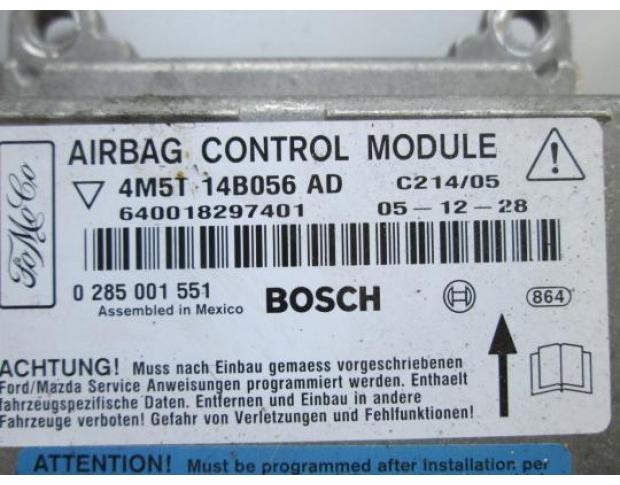 FoMoCo
AIRBAG CONTROL MODULE
4M5T 14B056 AD C214/05
640018297401 05-12-28
0 285 001 551 BOSCH 864
Assembled in Mexico
ACHTUNG! Muss nach Einbau gemaess vorgeschriebenen
Ford/Mazda Service Anweisungen programmiert werden. Enthaelt
fahrzeugspezifische Daten. Entfernen und Einbau in andere
Fahrzeuge verboten! Gefahr von Verletzungen und Fehlfunktionen!
ATTENTION! Must be programmed after installation per